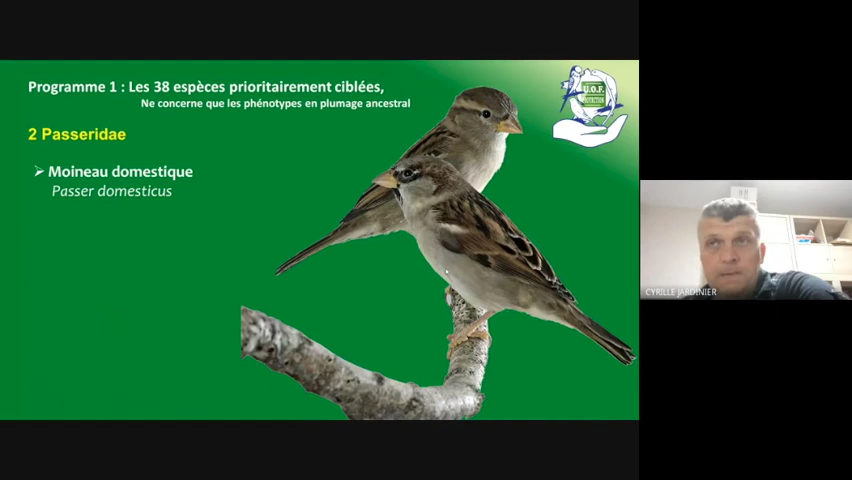 Programme 1 : Les 38 espèces prioritairement ciblées,
Ne concerne que les phénotypes en plumage ancestral
U.O.F.
2 Passeridae
Moineau domestique
Passer domesticus
CYRILLE JARDINIER